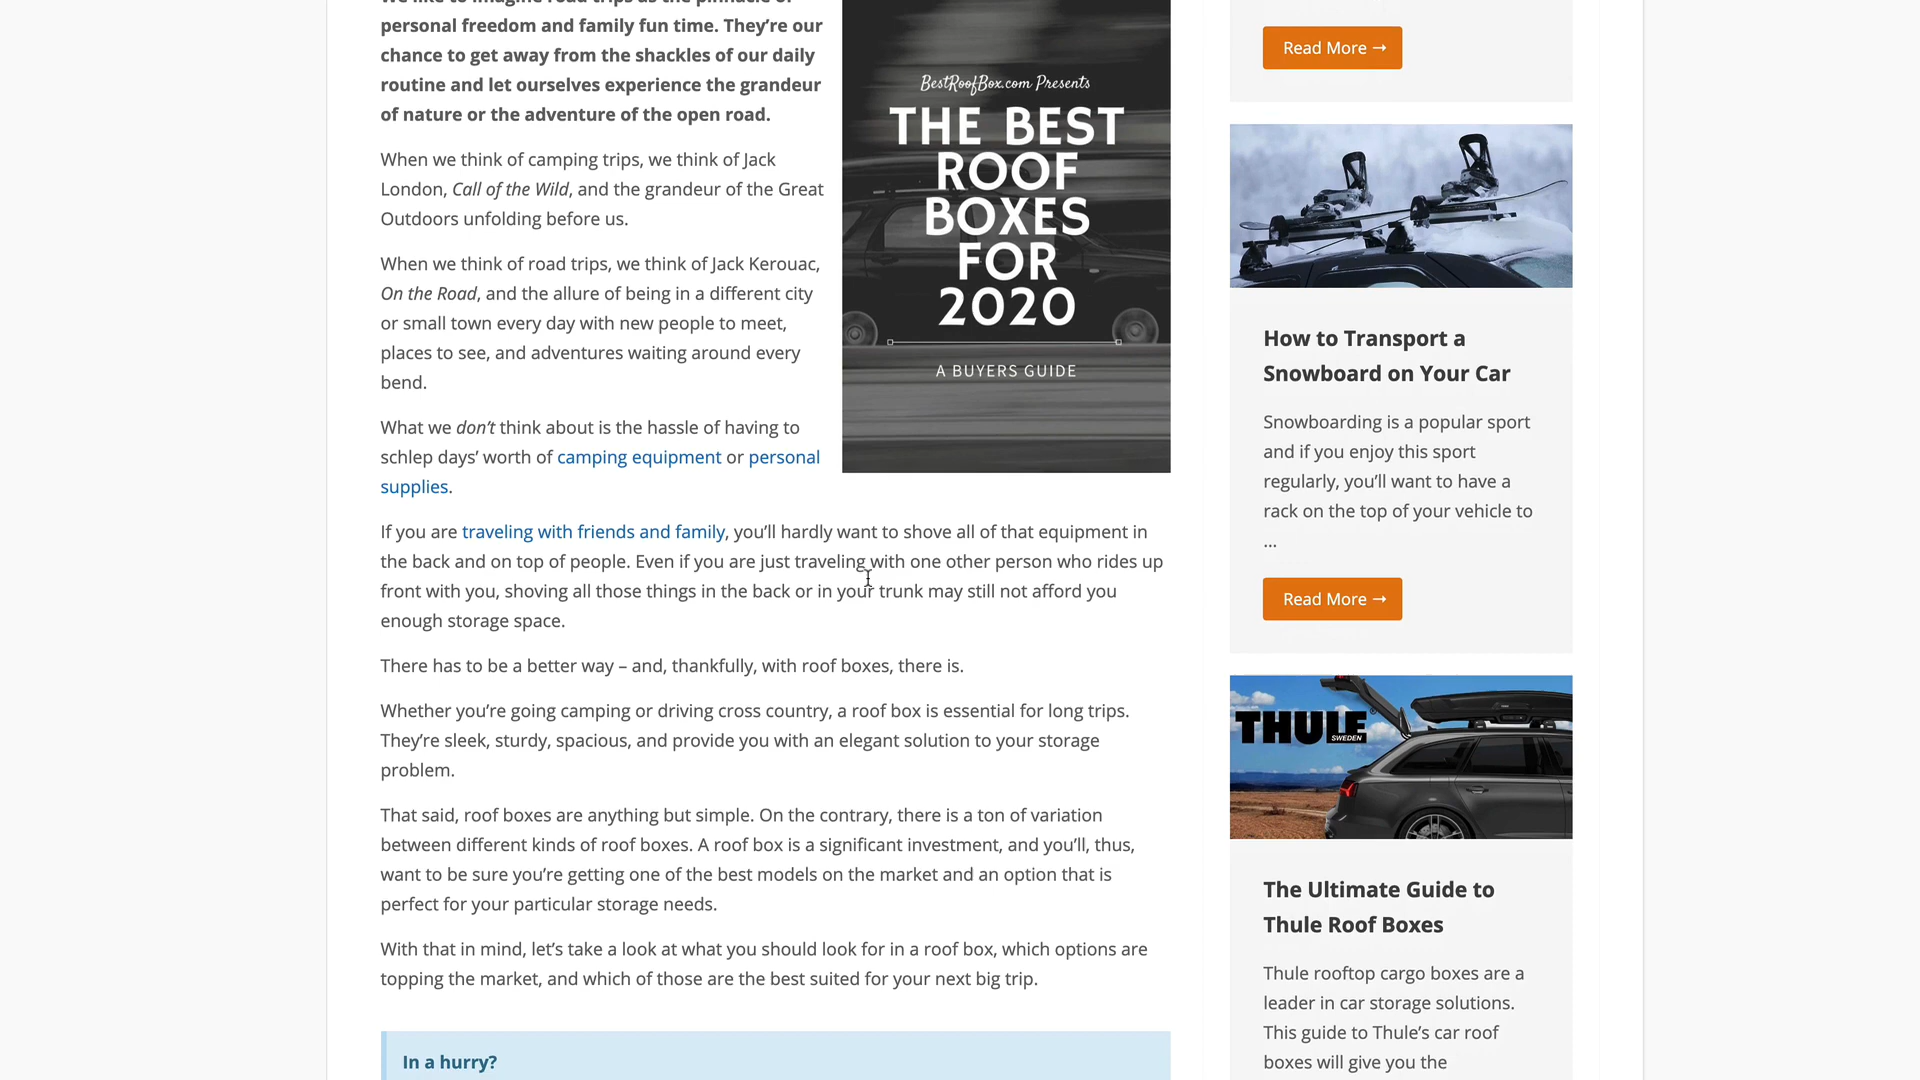 personal freedom and family fun time. They’re our
chance to get away from the shackles of our daily
routine and let ourselves experience the grandeur
of nature or the adventure of the open road.
When we think of camping trips, we think of Jack
London, Call of the Wild, and the grandeur of the Great
Outdoors unfolding before us.
When we think of road trips, we think of Jack Kerouac,
On the Road, and the allure of being in a different city
or small town every day with new people to meet,
places to see, and adventures waiting around every
bend.
What we don’t think about is the hassle of having to
schlep days’ worth of camping equipment or personal
supplies.
BestRoofBox.com Presents
THE BEST
ROOF
BOXES
FOR
2020
A BUYERS GUIDE
If you are traveling with friends and family, you’ll hardly want to shove all of that equipment in
the back and on top of people. Even if you are just traveling with one other person who rides up
front with you, shoving all those things in the back or in your trunk may still not afford you
enough storage space.
There has to be a better way – and, thankfully, with roof boxes, there is.
Whether you’re going camping or driving cross country, a roof box is essential for long trips.
They’re sleek, sturdy, spacious, and provide you with an elegant solution to your storage
problem.
That said, roof boxes are anything but simple. On the contrary, there is a ton of variation
between different kinds of roof boxes. A roof box is a significant investment, and you’ll, thus,
want to be sure you’re getting one of the best models on the market and an option that is
perfect for your particular storage needs.
With that in mind, let’s take a look at what you should look for in a roof box, which options are
topping the market, and which of those are the best suited for your next big trip.
In a hurry?
Read More →
How to Transport a
Snowboard on Your Car
Snowboarding is a popular sport
and if you enjoy this sport
regularly, you’ll want to have a
rack on the top of your vehicle to
...
Read More →
THULE
SWEDEN
The Ultimate Guide to
Thule Roof Boxes
Thule rooftop cargo boxes are a
leader in car storage solutions.
This guide to Thule’s car roof
boxes will give you the